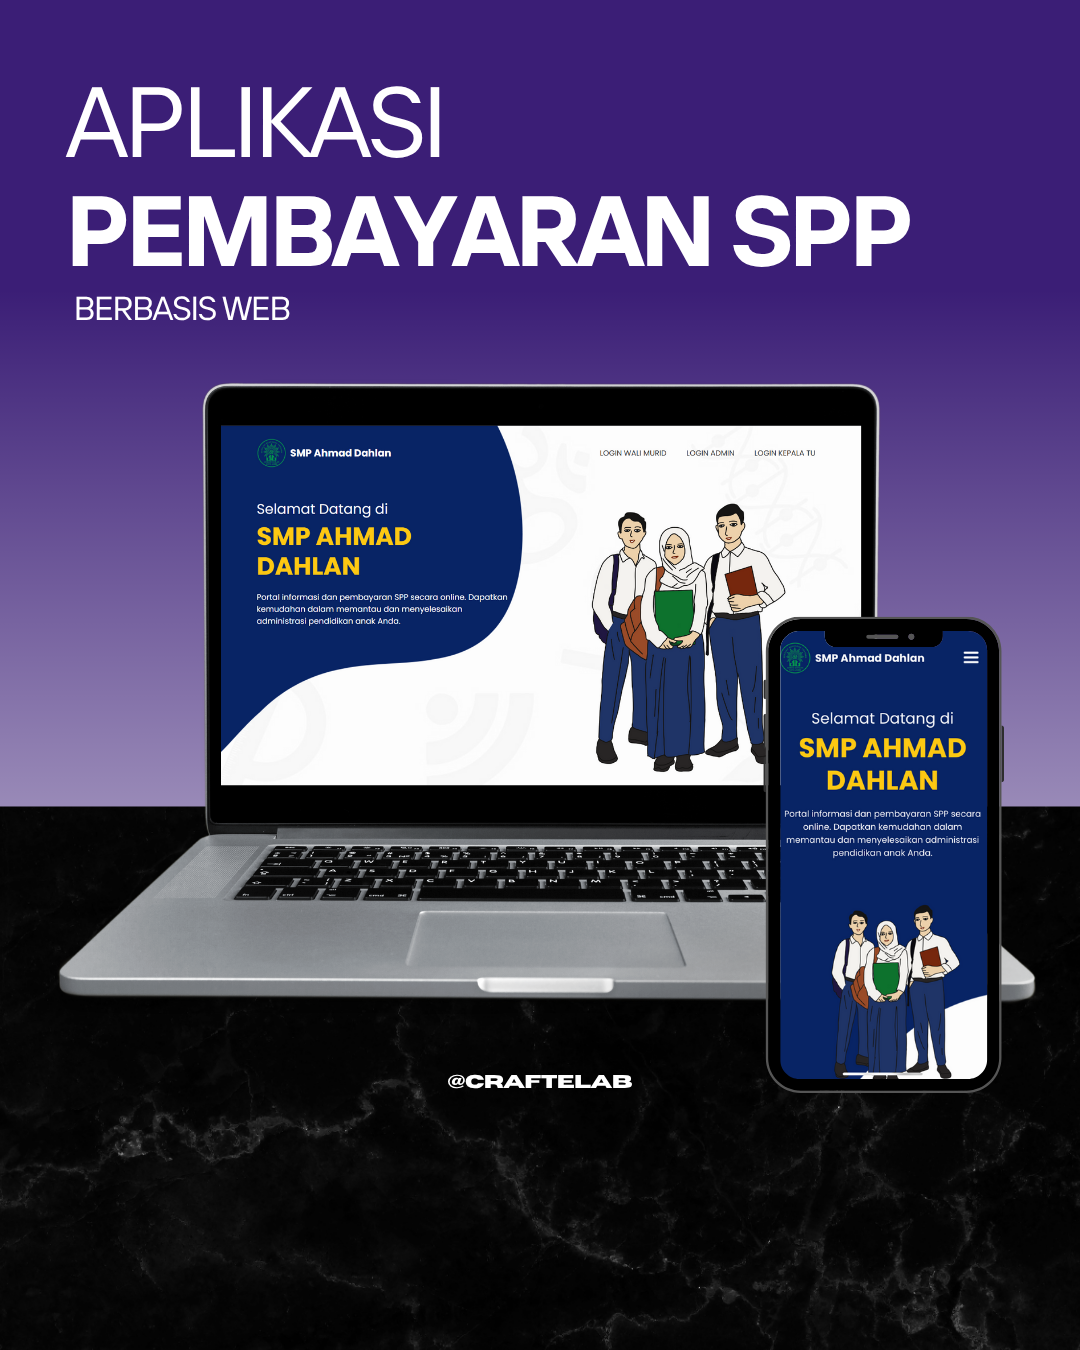 APLIKASI
PEMBAYARAN SPP
BERBASIS WEB
SMP Ahmad Dahlan
LOGIN WALI MURID
LOGIN ADMIN
LOGIN KEPALA TU
Selamat Datang di
SMP AHMAD
DAHLAN
Portal informasi dan pembayaran SPP secara online. Dapatkan
kemudahan dalam memantau dan menyelesaikan
administrasi pendidikan anak Anda.
SMP Ahmad Dahlan
Selamat Datang di
SMP AHMAD
DAHLAN
Portal informasi dan pembayaran SPP secara
online. Dapatkan kemudahan dalam
memantau dan menyelesaikan administrasi
pendidikan anak Anda.
@CRAFTELAB